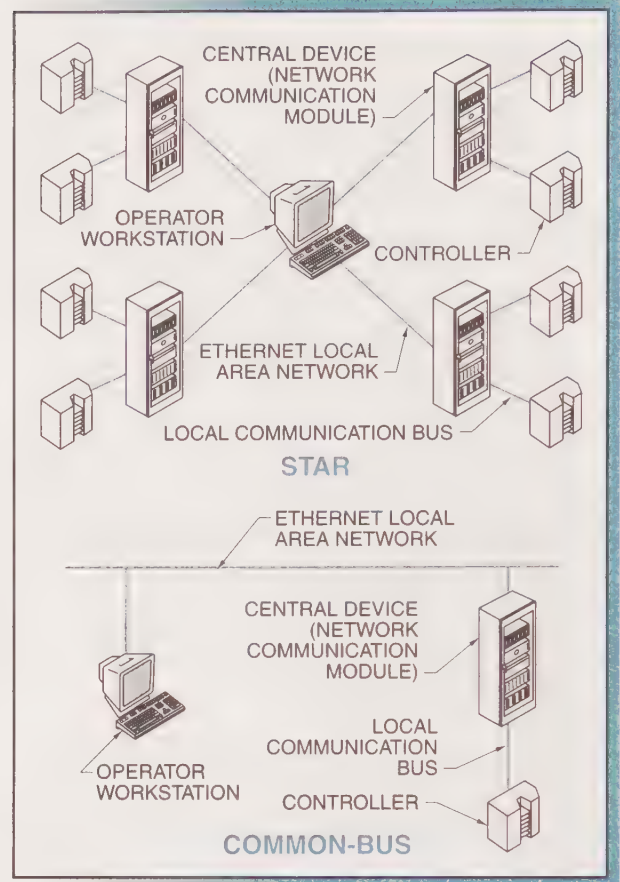 CENTRAL DEVICE
(NETWORK
COMMUNICATION
MODULE)
OPERATOR
WORKSTATION
CONTROLLER
ETHERNET LOCAL
AREA NETWORK
LOCAL COMMUNICATION BUS
STAR
ETHERNET LOCAL
AREA NETWORK
CENTRAL DEVICE
(NETWORK
COMMUNICATION
MODULE)
LOCAL
COMMUNICATION
BUS
OPERATOR
WORKSTATION
CONTROLLER
COMMON-BUS